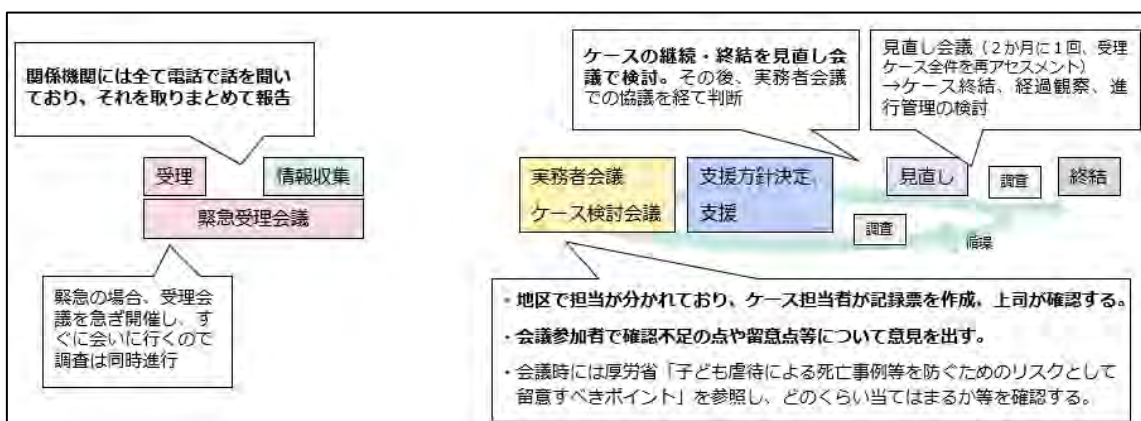 関係機関には全て電話で話を聞い
ており、それを取りまとめて報告
ケースの継続・終結を見直し会
議で検討。その後、実務者会議
での協議を経て判断
見直し会議（２か月に１回、受理
ケース全件を再アセスメント）
→ケース終結、経過観察、進
行管理の検討
受理
情報収集
緊急受理会議
実務者会議
ケース検討会議
支援方針決定、
支援
見直し
調査
終結
調査
循環
緊急の場合、受理会
議を急ぎ開催し、す
ぐに会いに行くので
調査は同時進行
・地区で担当が分かれており、ケース担当者が記録票を作成、上司が確認する。
・会議参加者で確認不足の点や留意点等について意見を出す。
・会議時には厚労省「子ども虐待による死亡事例等を防ぐためのリスクとして
留意すべきポイント」を参照し、どのくらい当てはまるか等を確認する。